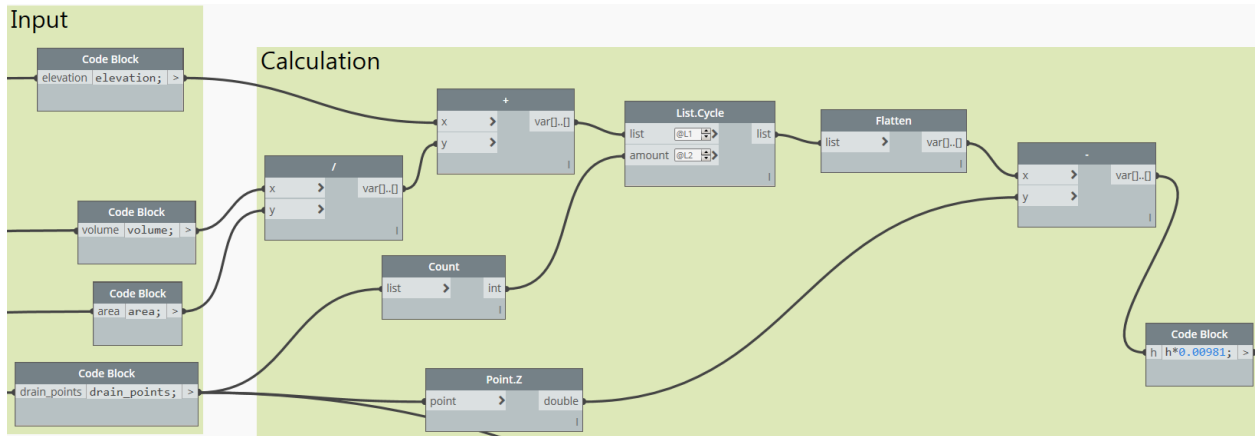 Input
Code Block
elevation elevation; >
Code Block
volume volume; >
Code Block
area area; >
Code Block
drain_points drain_points; >
Calculation
+
x > var[]..[]
y >
l
/
x > var[]..[]
y >
l
Count
list > int
l
Point.Z
point > double
l
List.Cycle
list @L1 > list
amount @L2 >
l
Flatten
list > var[]..[]
l
-
x > var[]..[]
y >
l
Code Block
h h*0.00981; >